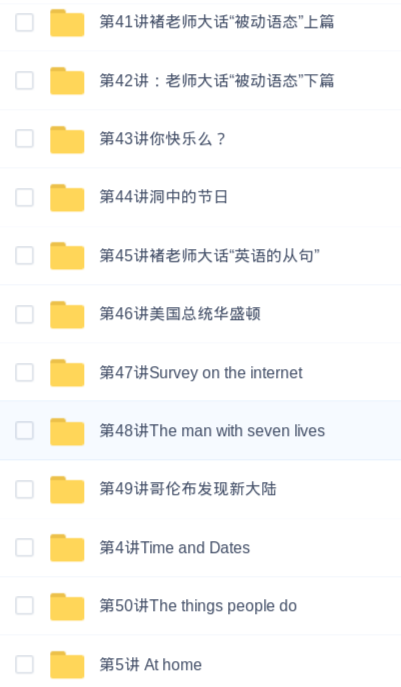 第41讲褚老师大话“被动语态”上篇
第42讲：老师大话“被动语态”下篇
第43讲你快乐么？
第44讲洞中的节日
第45讲褚老师大话“英语的从句”
第46讲美国总统华盛顿
第47讲Survey on the internet
第48讲The man with seven lives
第49讲哥伦布发现新大陆
第4讲Time and Dates
第50讲The things people do
第5讲 At home